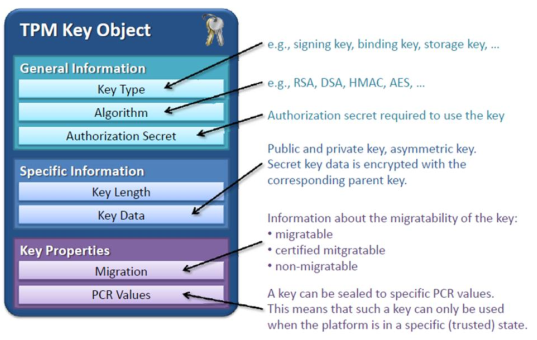 TPM Key Object
General Information
Key Type
Algorithm
Authorization Secret
Specific Information
Key Length
Key Data
Key Properties
Migration
PCR Values
e.g., signing key, binding key, storage key, ...
e.g., RSA, DSA, HMAC, AES, ...
Authorization secret required to use the key
Public and private key, asymmetric key.
Secret key data is encrypted with the
corresponding parent key.
Information about the migratability of the key:
• migratable
• certified mitgratable
• non-migratable
A key can be sealed to specific PCR values.
This means that such a key can only be used
when the platform is in a specific (trusted) state.